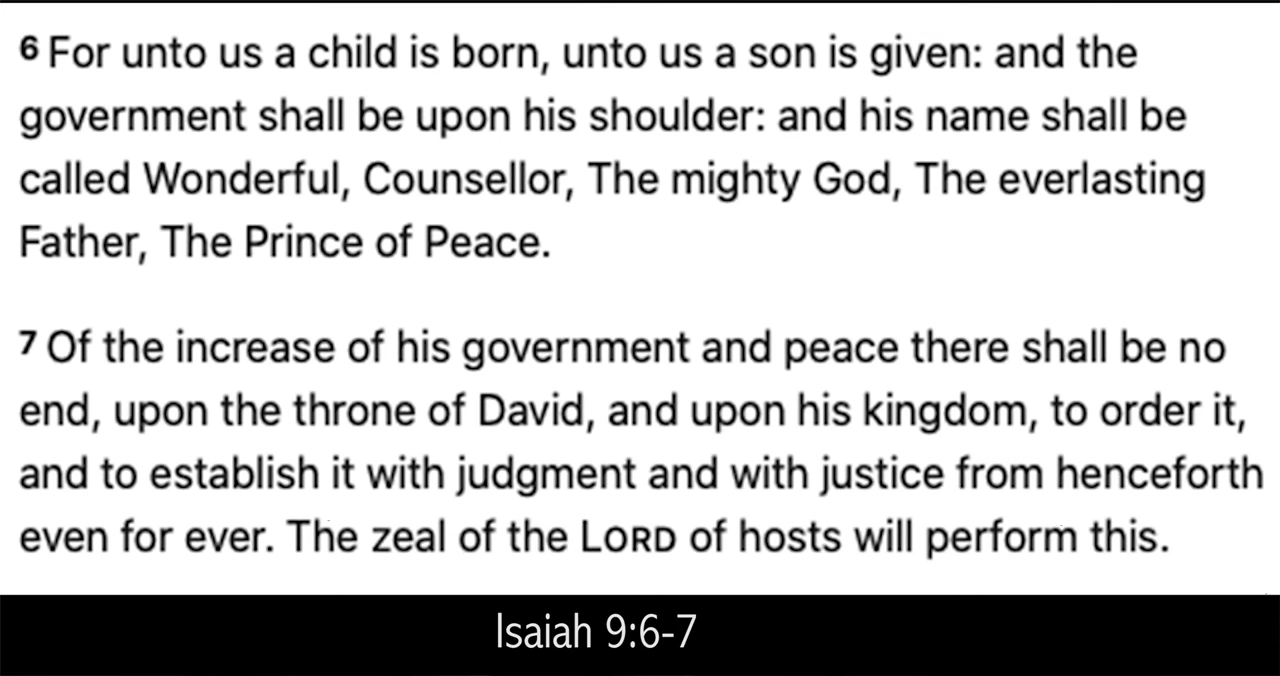 6 For unto us a child is born, unto us a son is given: and the
government shall be upon his shoulder: and his name shall be
called Wonderful, Counsellor, The mighty God, The everlasting
Father, The Prince of Peace.
7 Of the increase of his government and peace there shall be no
end, upon the throne of David, and upon his kingdom, to order it,
and to establish it with judgment and with justice from henceforth
even for ever. The zeal of the LORD of hosts will perform this.
Isaiah 9:6-7